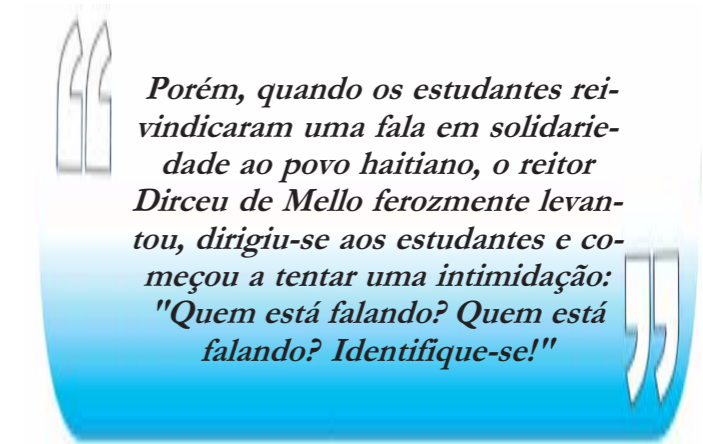 Porém, quando os estudantes rei-
vindicaram uma fala em solidarie-
dade ao povo haitiano, o reitor
Dirceu de Mello ferozmente levan-
tou, dirigiu-se aos estudantes e co-
meçou a tentar uma intimidação:
"Quem está falando? Quem está
falando? Identifique-se!"